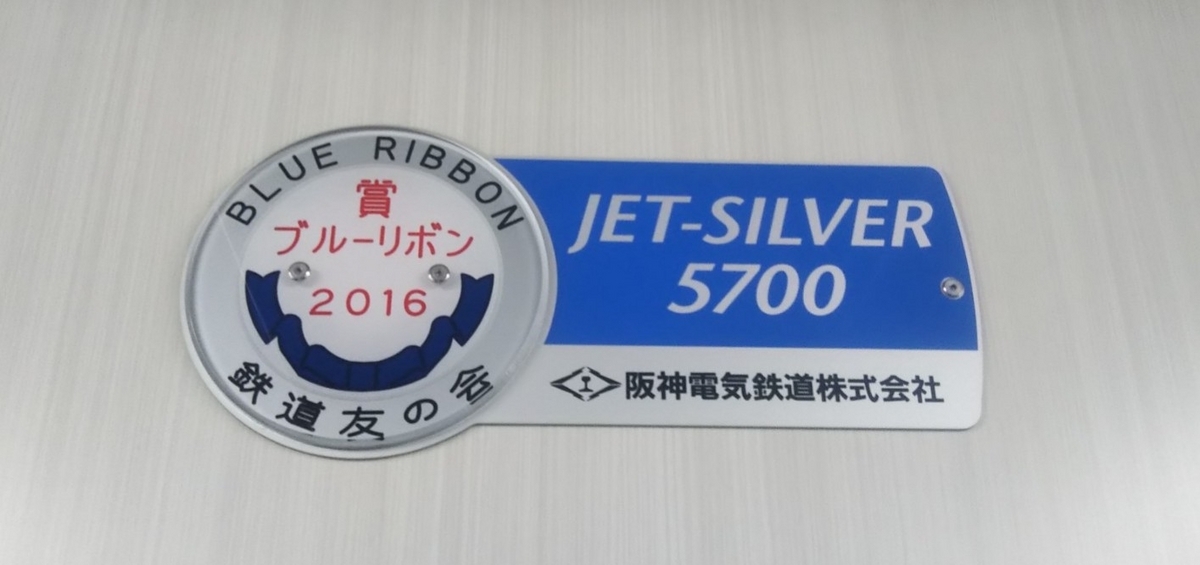 BLUE RIBBON
賞
ブルーリボン
2016
鉄道友の会
JET-SILVER
5700
阪神電気鉄道株式会社